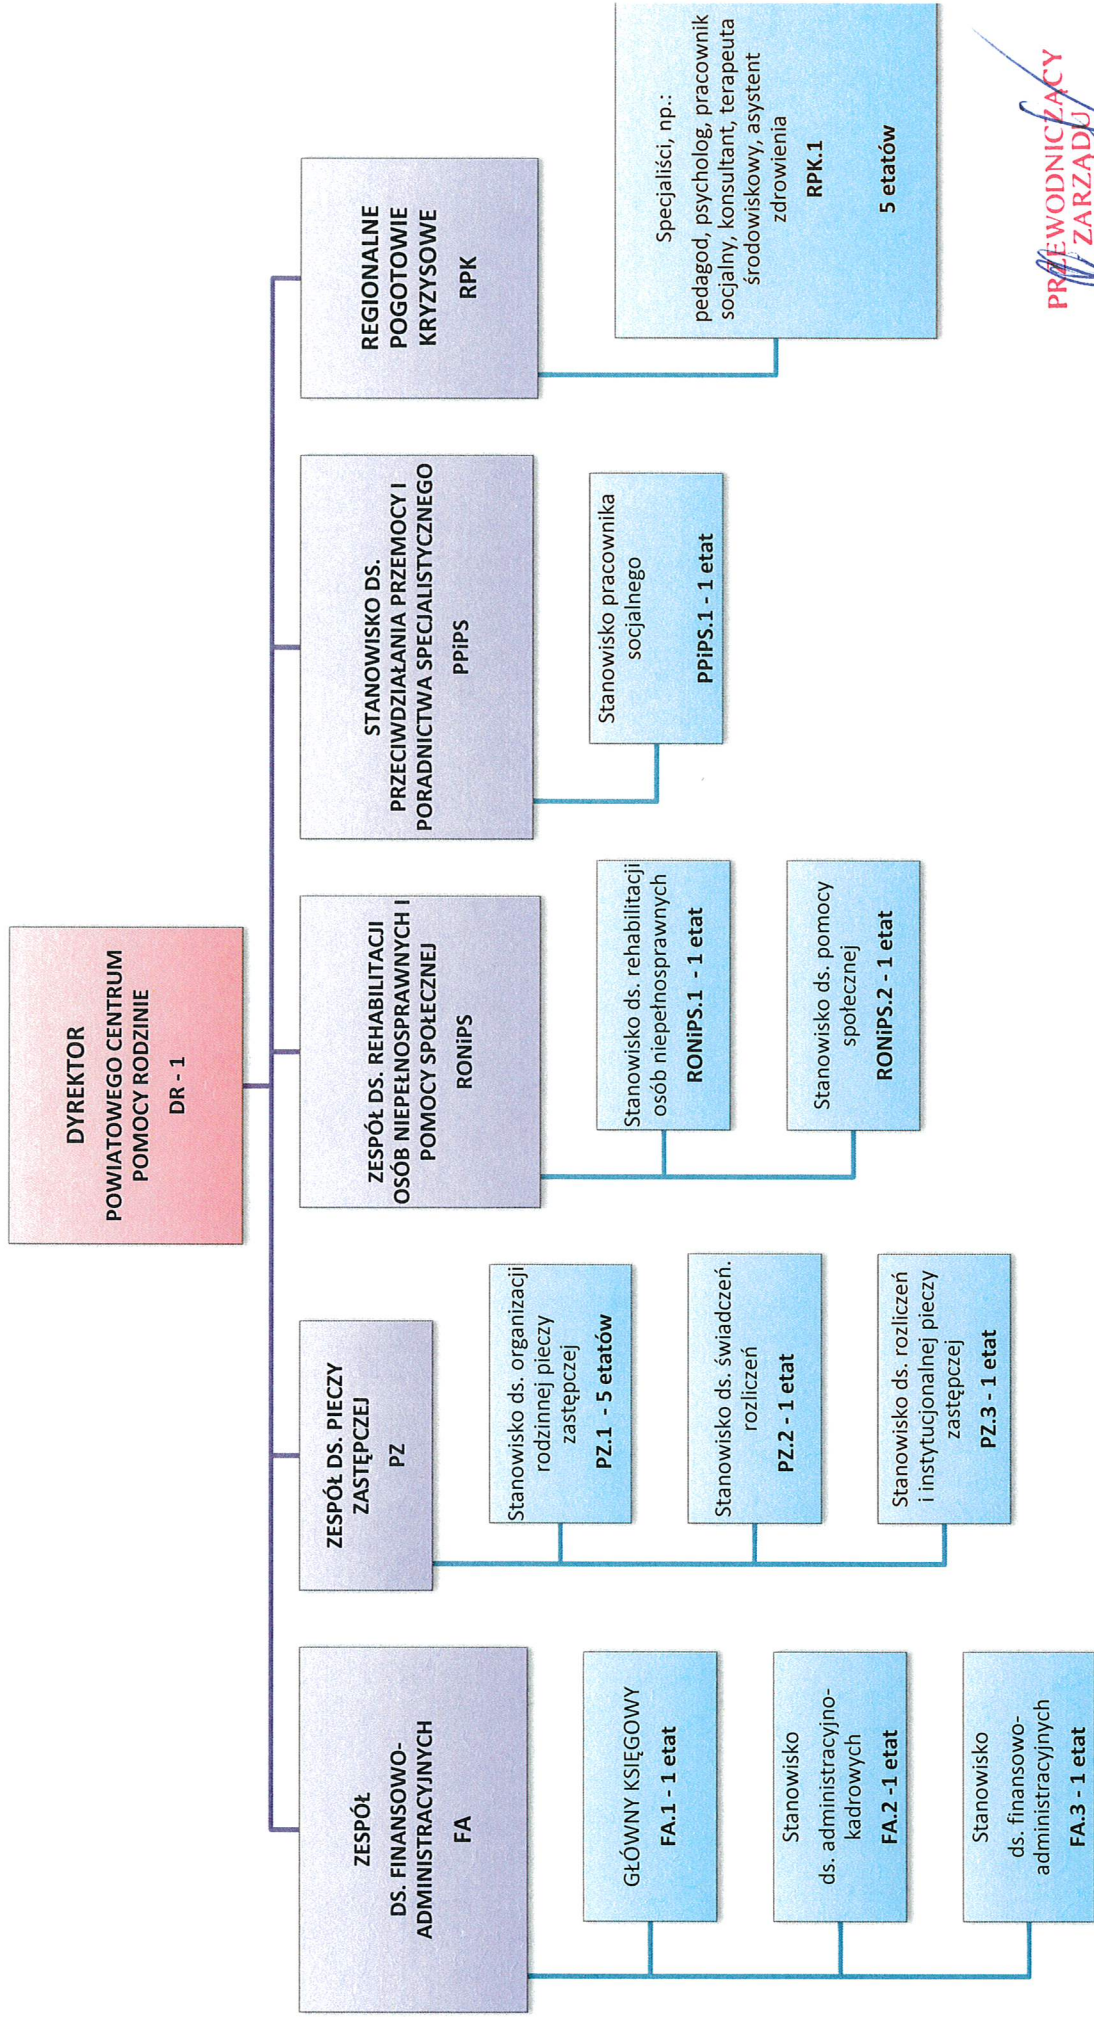 DYREKTOR
POWIATOWEGO CENTRUM
POMOCY RODZINIE
DR - 1
ZESPÓŁ
DS. FINANSOWO-
ADMINISTRACYJNYCH
FA
GŁÓWNY KSIĘGOWY
FA.1 - 1 etat
Stanowisko
ds. administracyjno-
kadrowych
FA.2 -1 etat
Stanowisko
ds. finansowo-
administracyjnych
FA.3 - 1 etat
ZESPÓŁ DS. PIECZY
ZASTĘPCZEJ
PZ
Stanowisko ds. organizacji
rodzinnej pieczy
zastępczej
PZ.1 - 5 etatów
Stanowisko ds. świadczeń.
rozliczeń
PZ.2 - 1 etat
Stanowisko ds. rozliczeń
i instytucjonalnej pieczy
zastępczej
PZ.3 - 1 etat
ZESPÓŁ DS. REHABILITACJI
OSÓB NIEPEŁNOSPRAWNYCH I
POMOCY SPOŁECZNEJ
RONiPS
Stanowisko ds. rehabilitacji
osób niepełnosprawnych
RONiPS.1 - 1 etat
Stanowisko ds. pomocy
społecznej
RONiPS.2 - 1 etat
STANOWISKO DS.
PRZECIWDZIAŁANIA PRZEMOCY I
PORADNICTWA SPECJALISTYCZNEGO
PPiPS
Stanowisko pracownika
socjalnego
PPiPS.1 - 1 etat
REGIONALNE
POGOTOWIE
KRYZYSOWE
RPK
Specjaliści, np.:
pedagod, psycholog, pracownik
socjalny, konsultant, terapeuta
środowiskowy, asystent
zdrowienia
RPK.1
5 etatów
PRZEWODNICZĄCY
ZARZĄDU